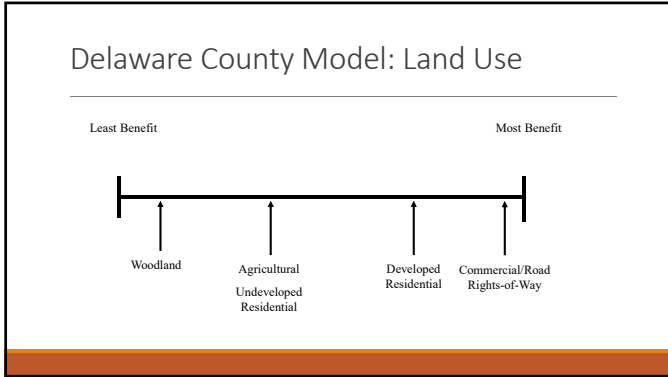 Delaware County Model: Land Use
Least Benefit
Most Benefit
Woodland
Agricultural
Undeveloped
Residential
Developed
Residential
Commercial/Road
Rights-of-Way